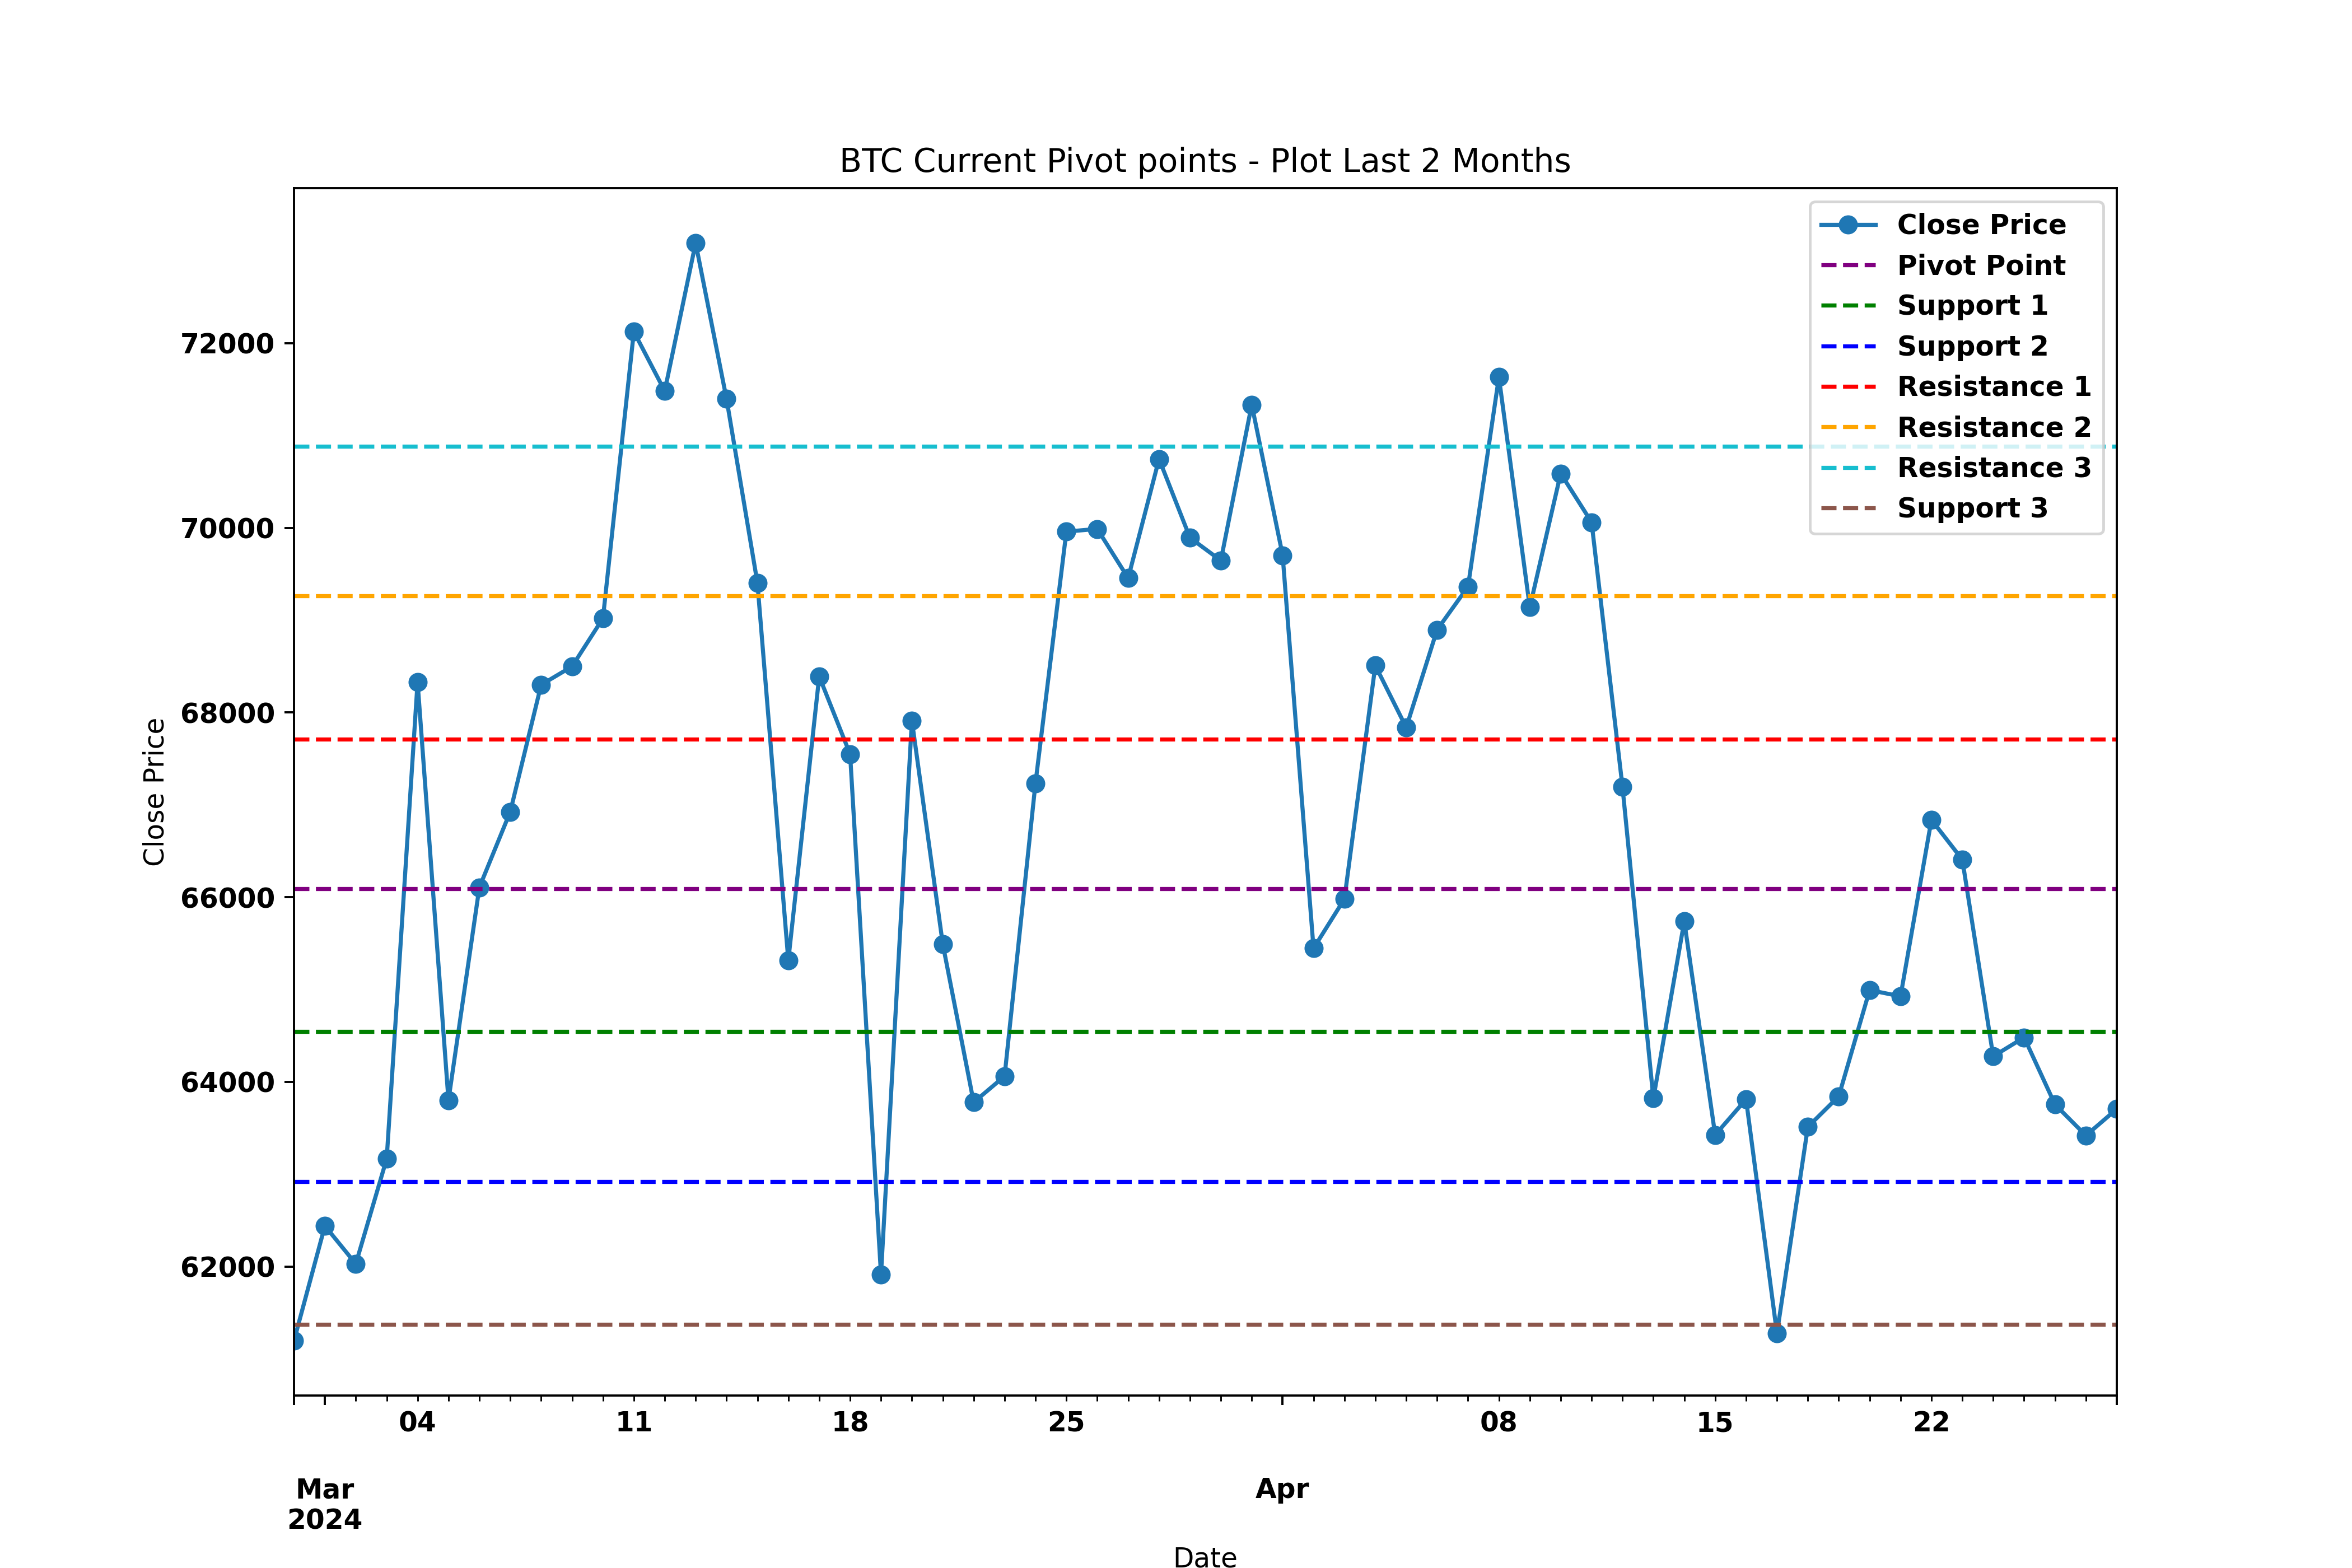 BTC Current Pivot points - Plot Last 2 Months
Close Price
Pivot Point
Support 1
Support 2
Resistance 1
Resistance 2
Resistance 3
Support 3
72000
70000
68000
66000
64000
62000
Close Price
04 11 18 25 08 15 22
Mar Apr
2024
Date